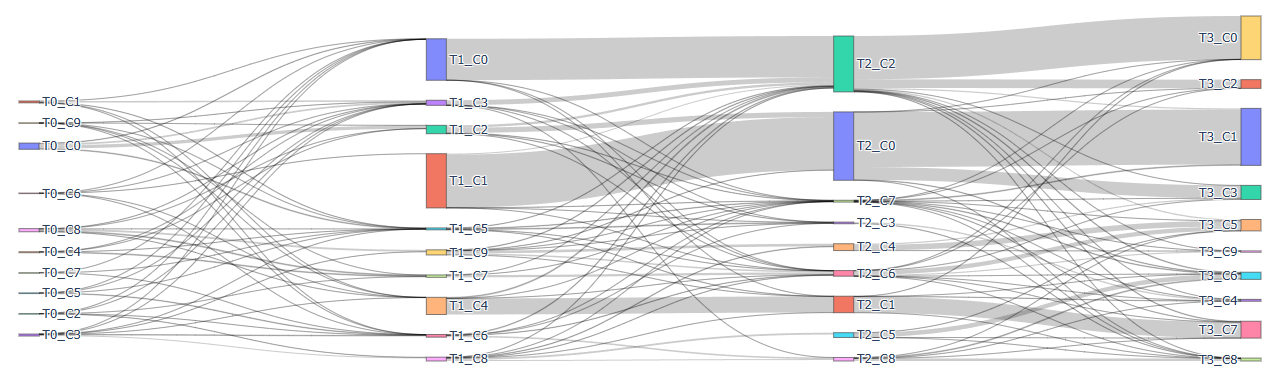 T0_C1
T0_C9
T0_C0
T0_C6
T0_C8
T0_C4
T0_C7
T0_C5
T0_C2
T0_C3
T1_C0
T1_C3
T1_C2
T1_C1
T1_C5
T1_C9
T1_C7
T1_C4
T1_C6
T1_C8
T2_C2
T2_C0
T2_C7
T2_C3
T2_C4
T2_C6
T2_C1
T2_C5
T2_C8
T3_C0
T3_C2
T3_C1
T3_C3
T3_C5
T3_C9
T3_C6
T3_C4
T3_C7
T3_C8